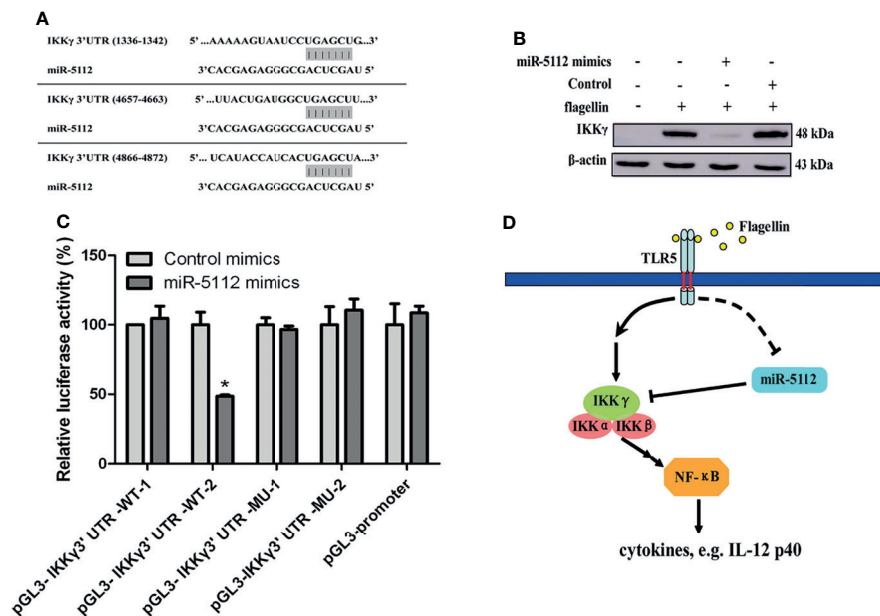 A
IKKγ 3'UTR (1336-1342) 5' ...AAAAAGUAAUCCUGAGCUG...3'
miR-5112 3'CACGAGAGGGCGACUCGAU 5'
IKKγ 3'UTR (4657-4663) 5' ...UUACUGAUGGCUGAGCUU...3'
miR-5112 3'CACGAGAGGGCGACUCGAU 5'
IKKγ 3'UTR (4866-4872) 5' ... UCAUACCAUCACUGAGCUA...3'
miR-5112 3'CACGAGAGGGCGACUCGAU 5'
B
miR-5112 mimics - - + -
Control - - - +
flagellin - + + +
IKKγ 48 kDa
β-actin 43 kDa
C
Relative luciferase activity (%)
150
100
50
0
Control mimics
miR-5112 mimics
*
pGL3- IKKγ3' UTR -WT-1
pGL3- IKKγ3' UTR -WT-2
pGL3- IKKγ3' UTR -MU-1
pGL3-IKKγ3' UTR -MU-2
pGL3-promoter
D
Flagellin
TLR5
miR-5112
IKK γ
IKK α IKK β
NF- κB
cytokines, e.g. IL-12 p40